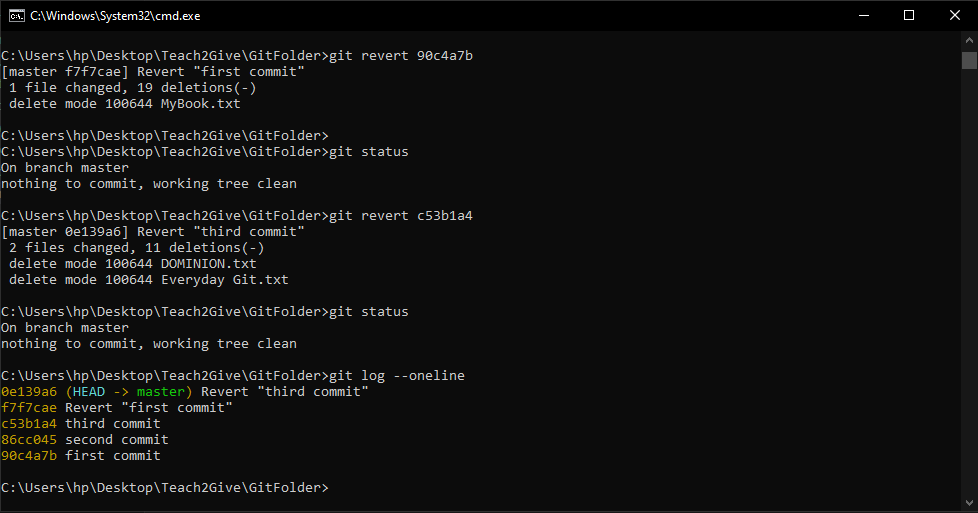 C:\Windows\System32\cmd.exe
C:\Users\hp\Desktop\Teach2Give\GitFolder>git revert 90c4a7b
[master f7f7cae] Revert "first commit"
 1 file changed, 19 deletions(-)
 delete mode 100644 MyBook.txt
C:\Users\hp\Desktop\Teach2Give\GitFolder>
C:\Users\hp\Desktop\Teach2Give\GitFolder>git status
On branch master
nothing to commit, working tree clean
C:\Users\hp\Desktop\Teach2Give\GitFolder>git revert c53b1a4
[master 0e139a6] Revert "third commit"
 2 files changed, 11 deletions(-)
 delete mode 100644 DOMINION.txt
 delete mode 100644 Everyday Git.txt
C:\Users\hp\Desktop\Teach2Give\GitFolder>git status
On branch master
nothing to commit, working tree clean
C:\Users\hp\Desktop\Teach2Give\GitFolder>git log --oneline
0e139a6 (HEAD -> master) Revert "third commit"
f7f7cae Revert "first commit"
c53b1a4 third commit
86cc045 second commit
90c4a7b first commit
C:\Users\hp\Desktop\Teach2Give\GitFolder>